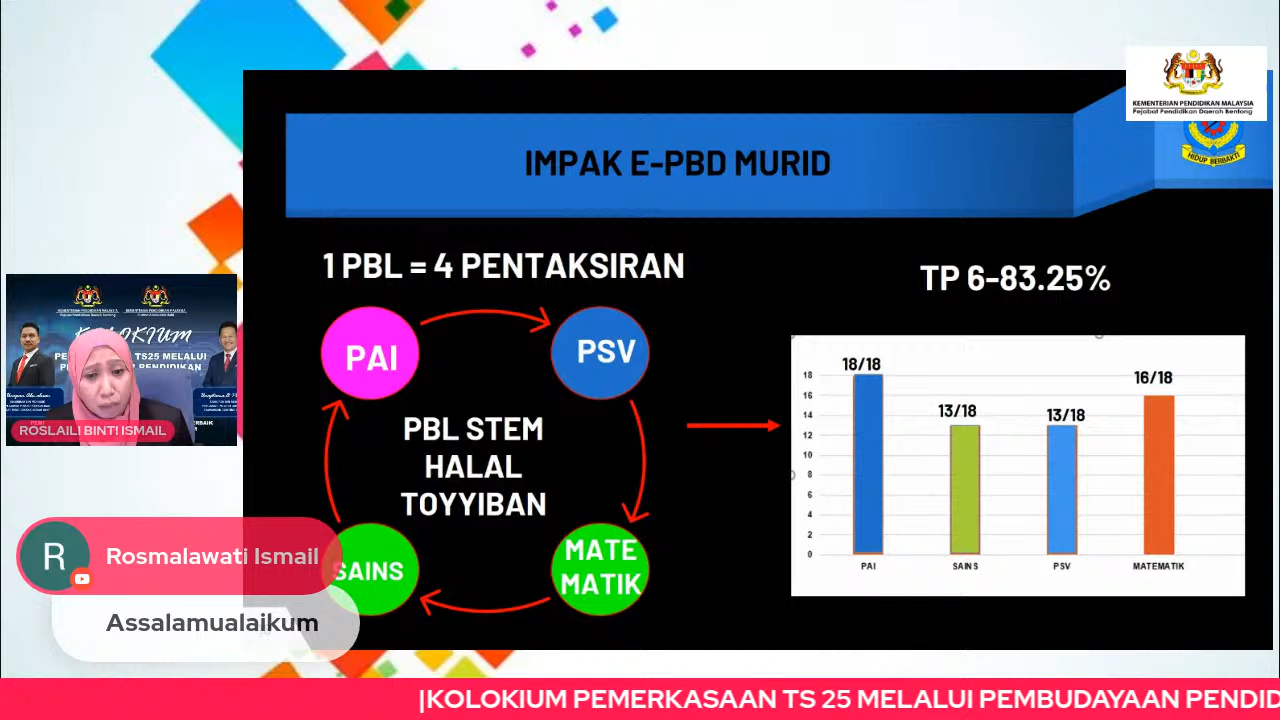 KEMENTERIAN PENDIDIKAN MALAYSIA
Pejabat Pendidikan Daerah Bentong
HIDUP BERBAKTI
IMPAK E-PBD MURID
1 PBL = 4 PENTAKSIRAN
TP 6-83.25%
PAI
PSV
PBL STEM
HALAL
TOYYIBAN
SAINS
MATE
MATIK
18/18
13/18
13/18
16/18
18
16
14
12
10
8
6
4
2
0
PAI
SAINS
PSV
MATEMATIK
TS25 MELALUI
ROSLAILI BINTI ISMAIL
R
Rosmalawati Ismail
Assalamualaikum
|KOLOKIUM PEMERKASAAN TS 25 MELALUI PEMBUDAYAAN PENDID